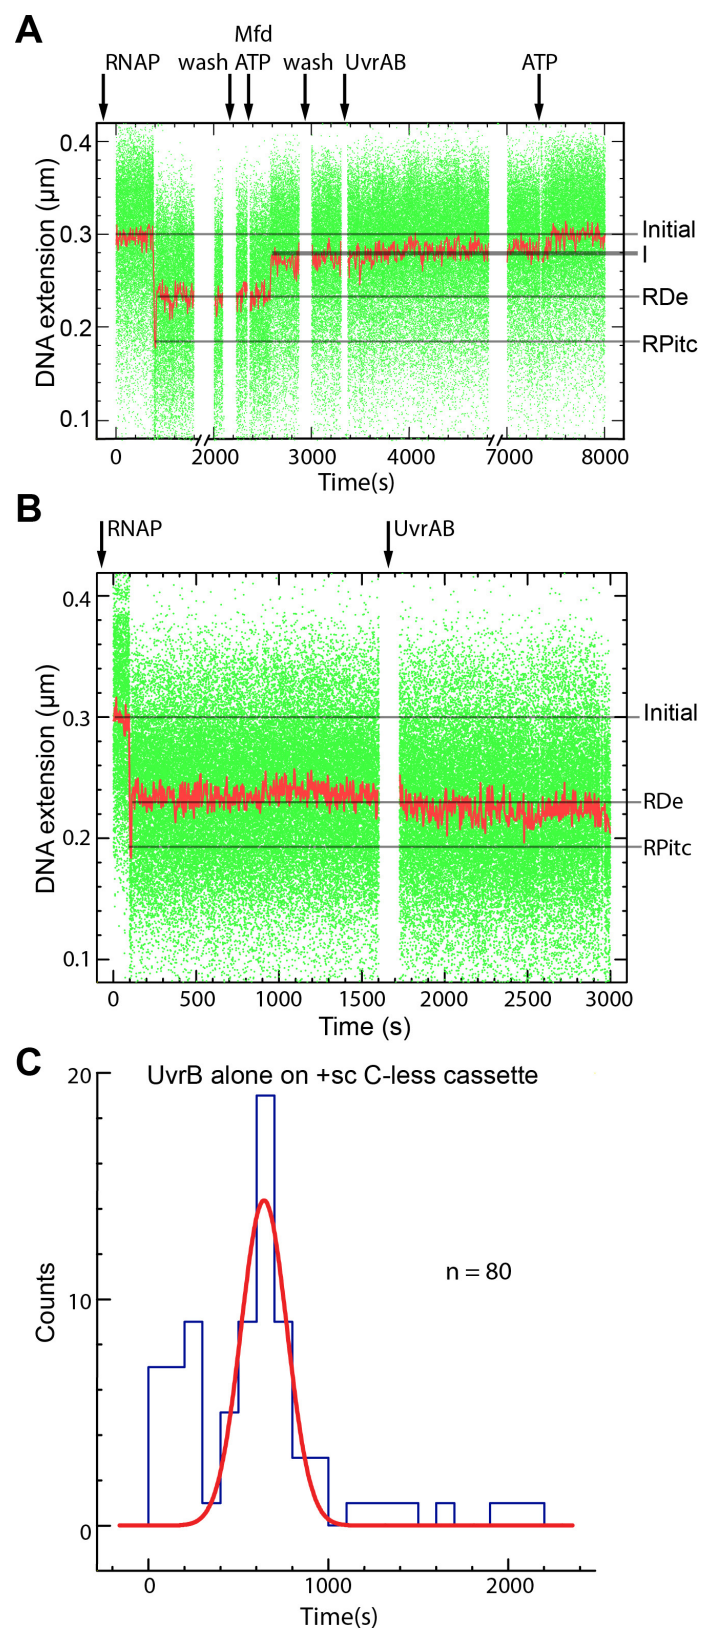 A
Mfd
RNAP wash ATP wash UvrAB ATP
DNA extension (μm)
0.4
0.3
0.2
0.1
Initial
I
RDe
RPitc
0 2000 3000 4000 7000 8000
Time(s)
B
RNAP UvrAB
DNA extension (μm)
0.4
0.3
0.2
0.1
Initial
RDe
RPitc
0 500 1000 1500 2000 2500 3000
Time (s)
C
UvrB alone on +sc C-less cassette
n = 80
Counts
20
10
0
0 1000 2000
Time(s)